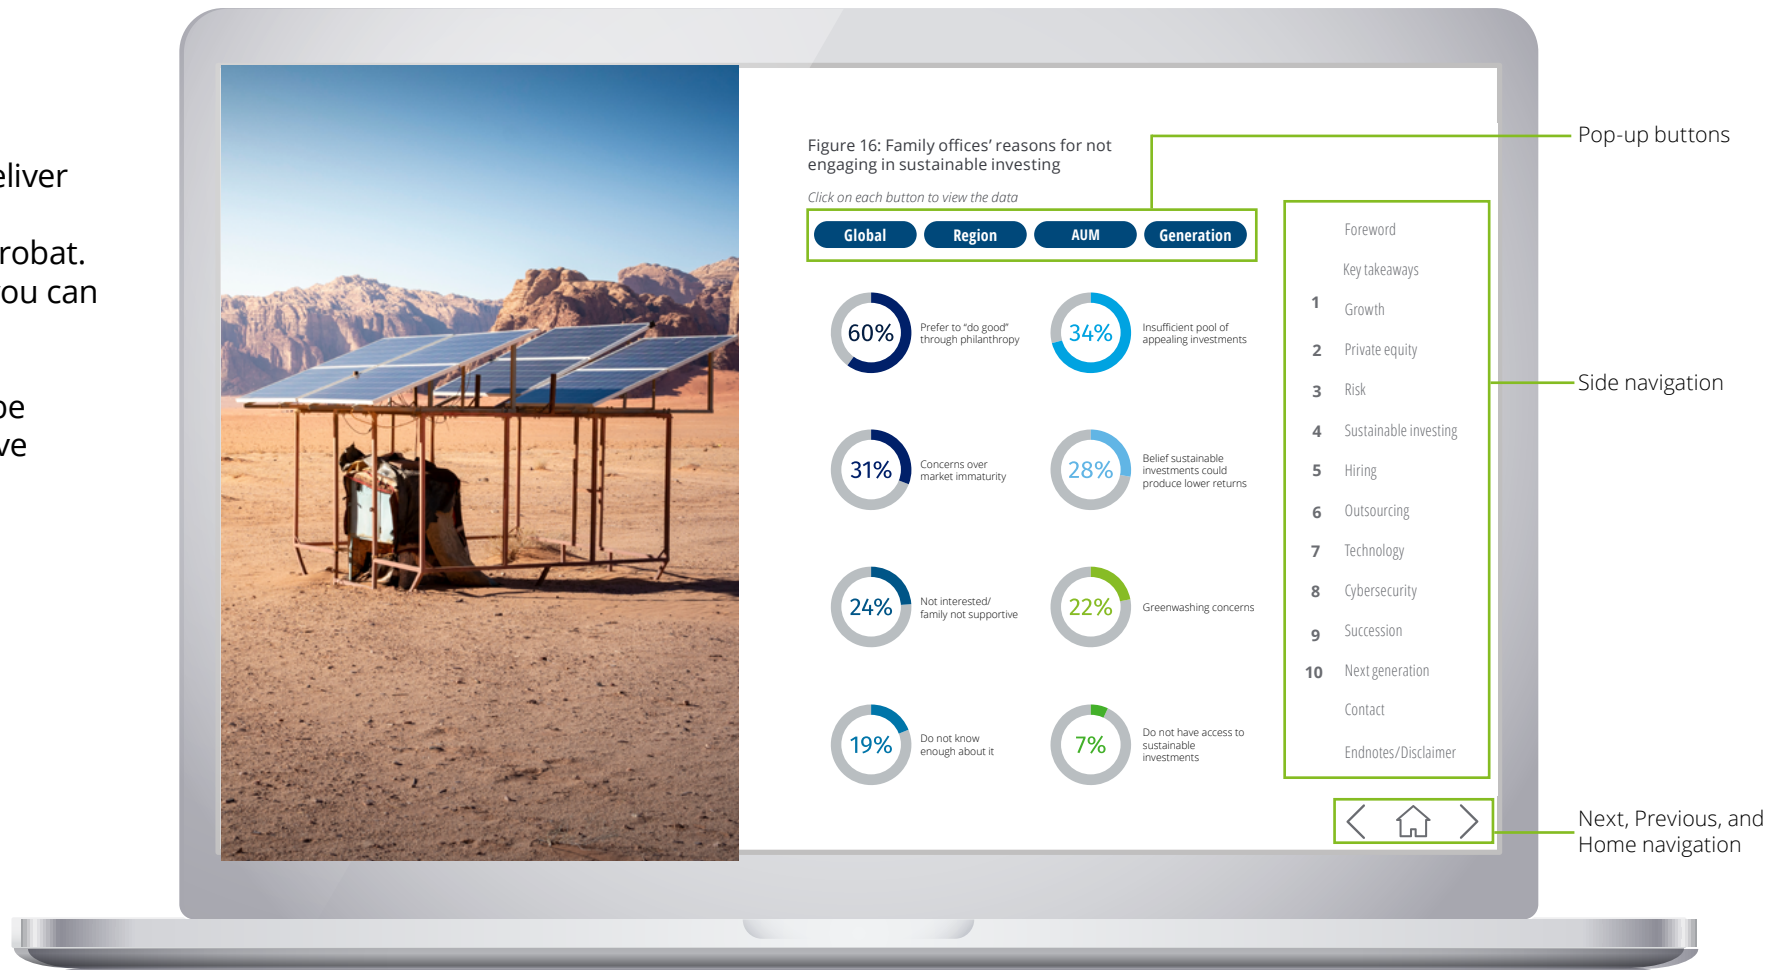 eliver
robat.
ou can
be
ve
Figure 16: Family offices’ reasons for not
engaging in sustainable investing
Click on each button to view the data
Global
Region
AUM
Generation
60%
Prefer to “do good”
through philanthropy
34%
Insufficient pool of
appealing investments
31%
Concerns over
market immaturity
28%
Belief sustainable
investments could
produce lower returns
24%
Not interested/
family not supportive
22%
Greenwashing concerns
19%
Do not know
enough about it
7%
Do not have access to
sustainable
investments
Foreword
Key takeaways
1 Growth
2 Private equity
3 Risk
4 Sustainable investing
5 Hiring
6 Outsourcing
7 Technology
8 Cybersecurity
9 Succession
10 Next generation
Contact
Endnotes/Disclaimer
Pop-up buttons
Side navigation
Next, Previous, and
Home navigation